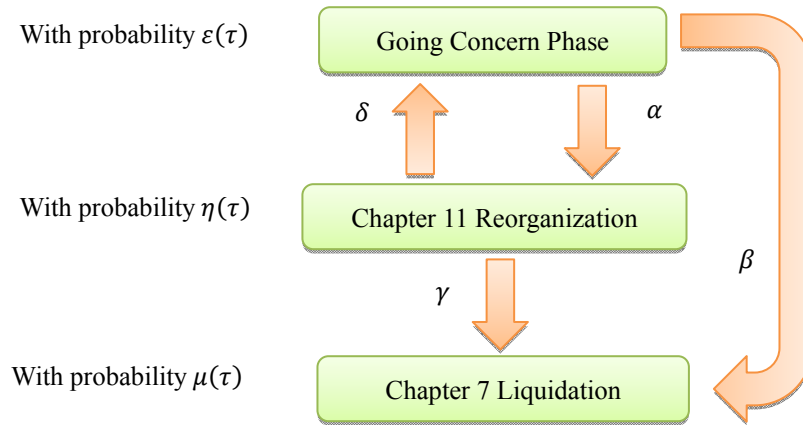 With probability ε(τ)
Going Concern Phase
δ
α
With probability η(τ)
Chapter 11 Reorganization
γ
β
With probability μ(τ)
Chapter 7 Liquidation